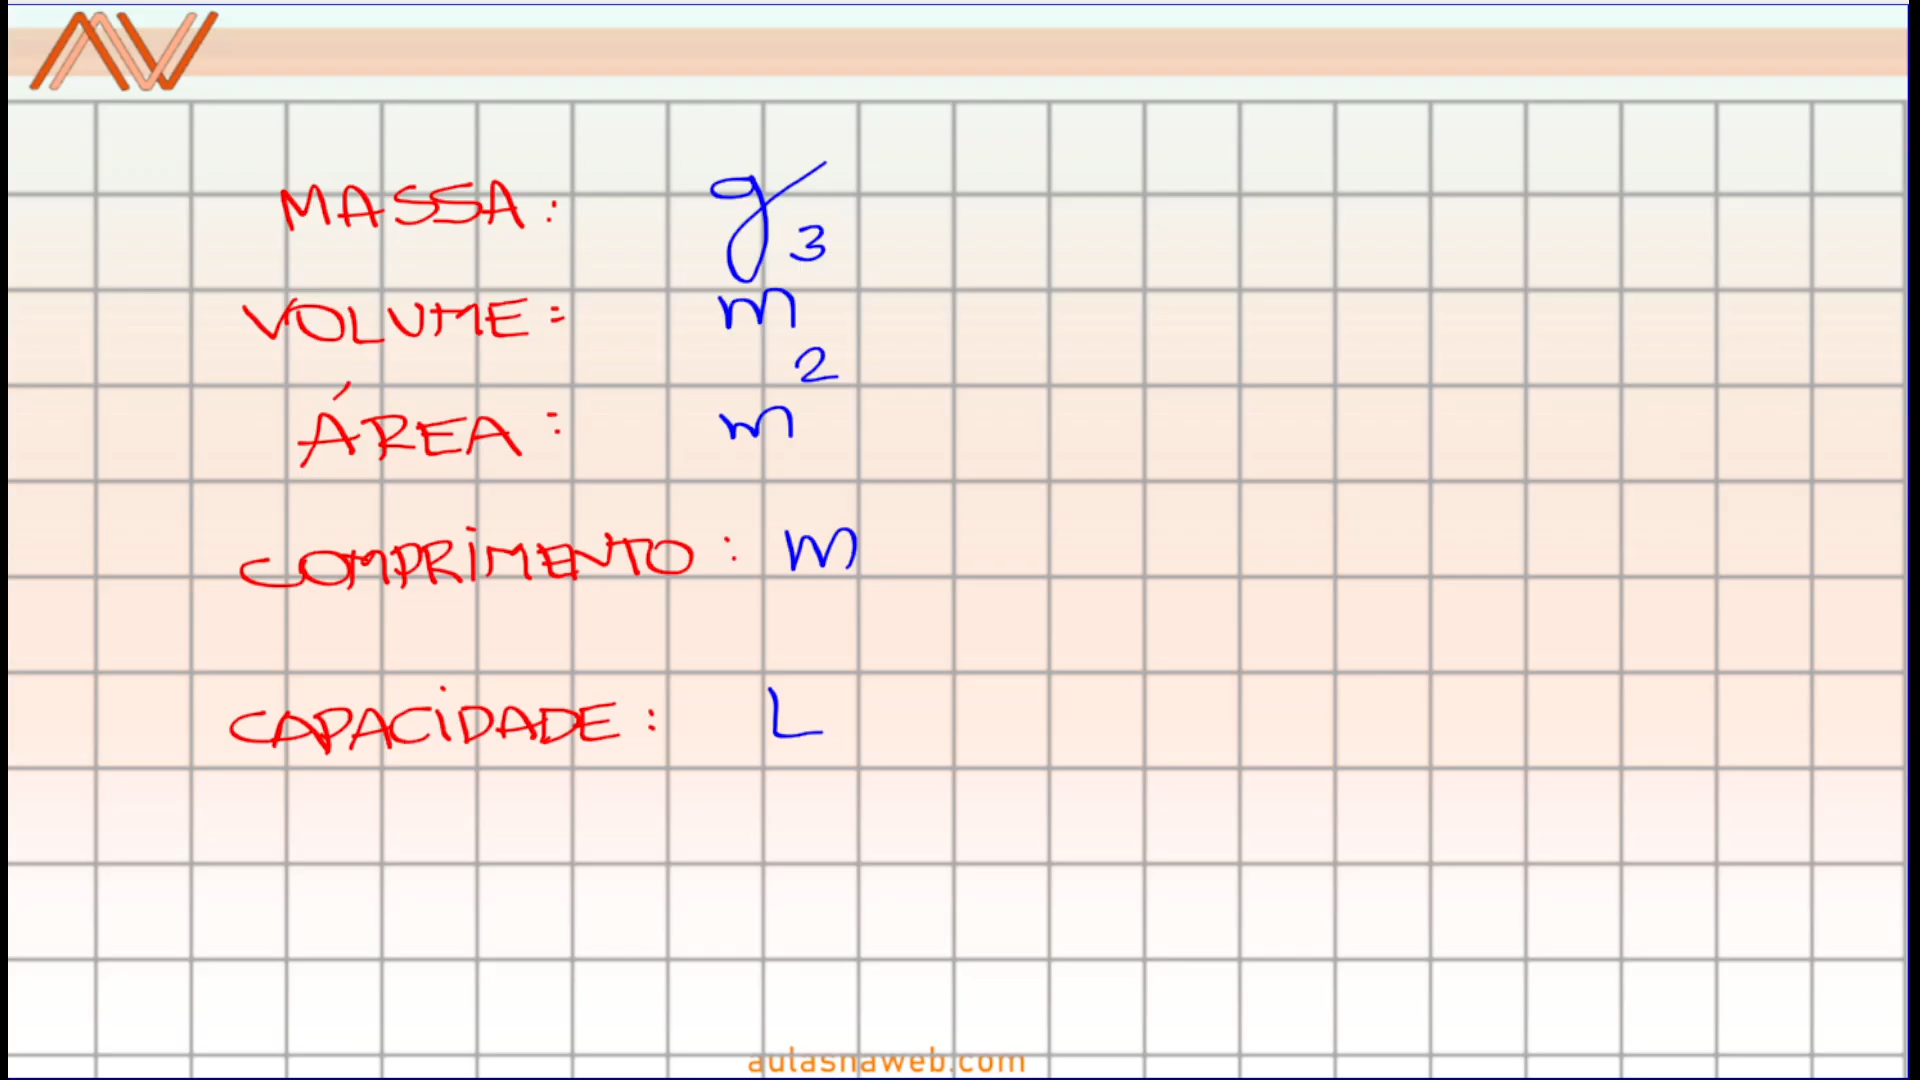 MASSA: g
VOLUME: m³
ÁREA: m²
COMPRIMENTO: m
CAPACIDADE: L
aulasnaweb.com